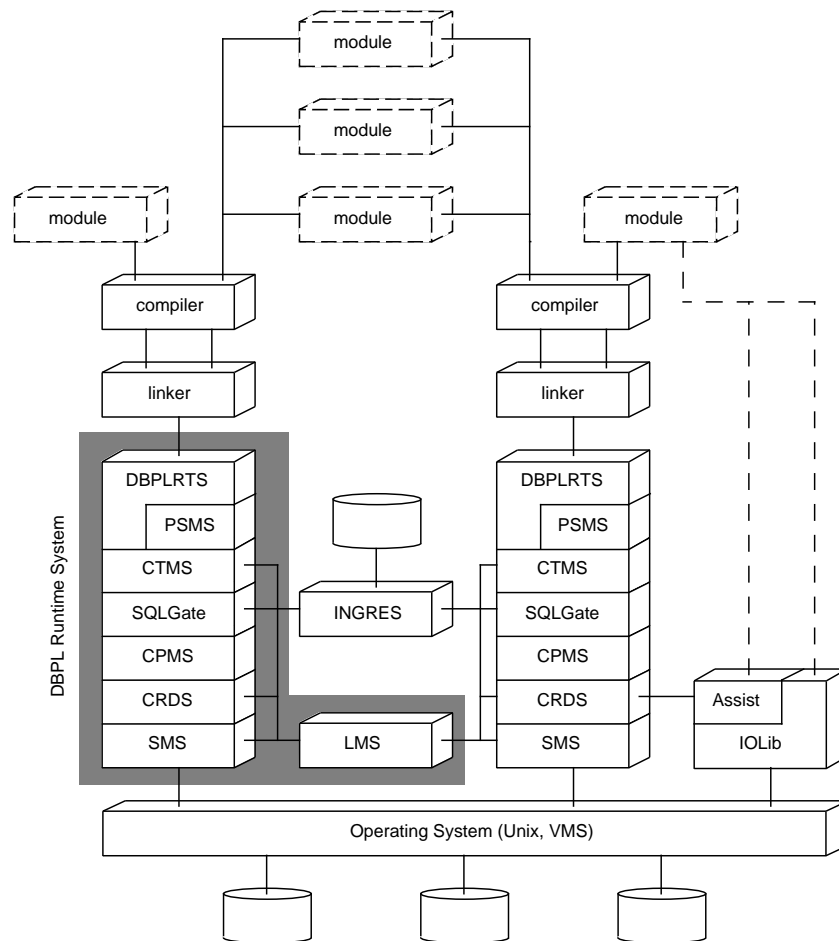 module
module
module
module
module
compiler
compiler
linker
linker
DBPL Runtime System
DBPLRTS
PSMS
CTMS
SQLGate
CPMS
CRDS
SMS
INGRES
LMS
DBPLRTS
PSMS
CTMS
SQLGate
CPMS
CRDS
SMS
Assist
IOLib
Operating System (Unix, VMS)